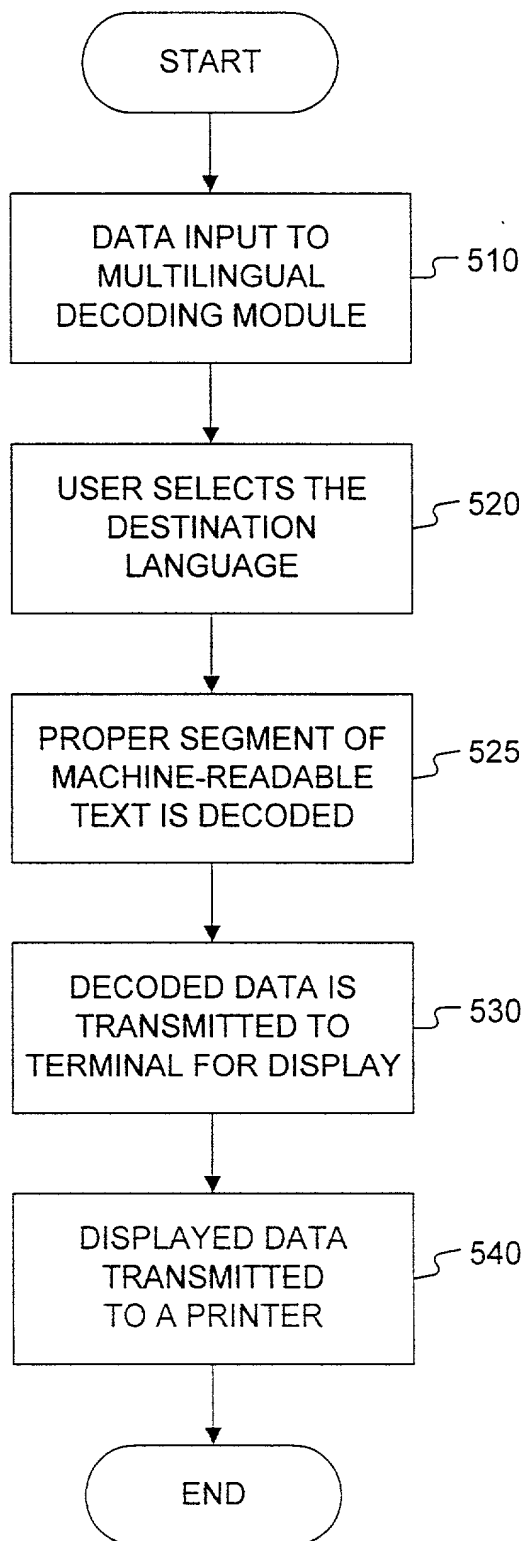 START
DATA INPUT TO
MULTILINGUAL
DECODING MODULE
510
USER SELECTS THE
DESTINATION
LANGUAGE
520
PROPER SEGMENT OF
MACHINE-READABLE
TEXT IS DECODED
525
DECODED DATA IS
TRANSMITTED TO
TERMINAL FOR DISPLAY
530
DISPLAYED DATA
TRANSMITTED
TO A PRINTER
540
END